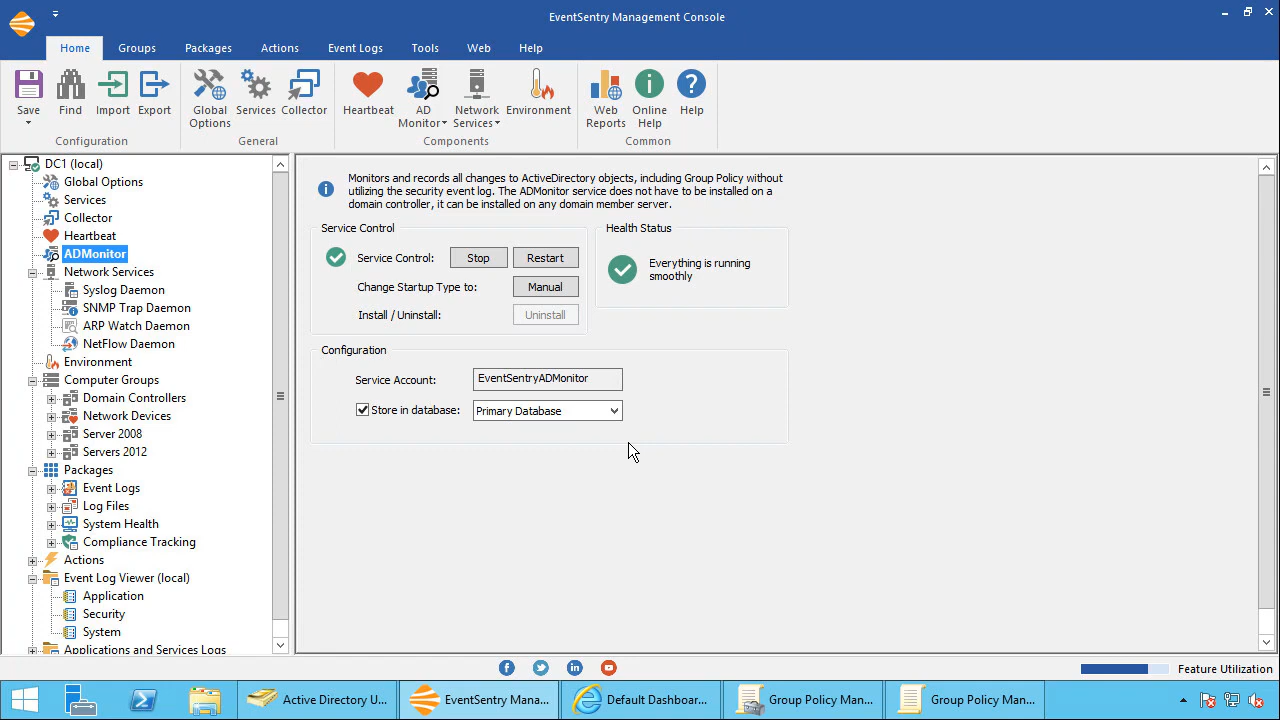 EventSentry Management Console
Home
Groups
Packages
Actions
Event Logs
Tools
Web
Help
Save
Find
Import
Export
Global Options
Services
Collector
Heartbeat
AD Monitor
Network Services
Environment
Web Reports
Online Help
Help
Configuration
General
Components
Common
DC1 (local)
Global Options
Services
Collector
Heartbeat
ADMonitor
Network Services
Syslog Daemon
SNMP Trap Daemon
ARP Watch Daemon
NetFlow Daemon
Environment
Computer Groups
Domain Controllers
Network Devices
Server 2008
Servers 2012
Packages
Event Logs
Log Files
System Health
Compliance Tracking
Actions
Event Log Viewer (local)
Application
Security
System
Applications and Services Logs
Monitors and records all changes to ActiveDirectory objects, including Group Policy without
utilizing the security event log. The ADMonitor service does not have to be installed on a
domain controller, it can be installed on any domain member server.
Service Control
Service Control:
Stop
Restart
Change Startup Type to:
Manual
Install / Uninstall:
Uninstall
Health Status
Everything is running
smoothly
Configuration
Service Account:
EventSentryADMonitor
Store in database:
Primary Database
Feature Utilization
Active Directory U...
EventSentry Mana...
Default Dashboar...
Group Policy Man...
Group Policy Man...